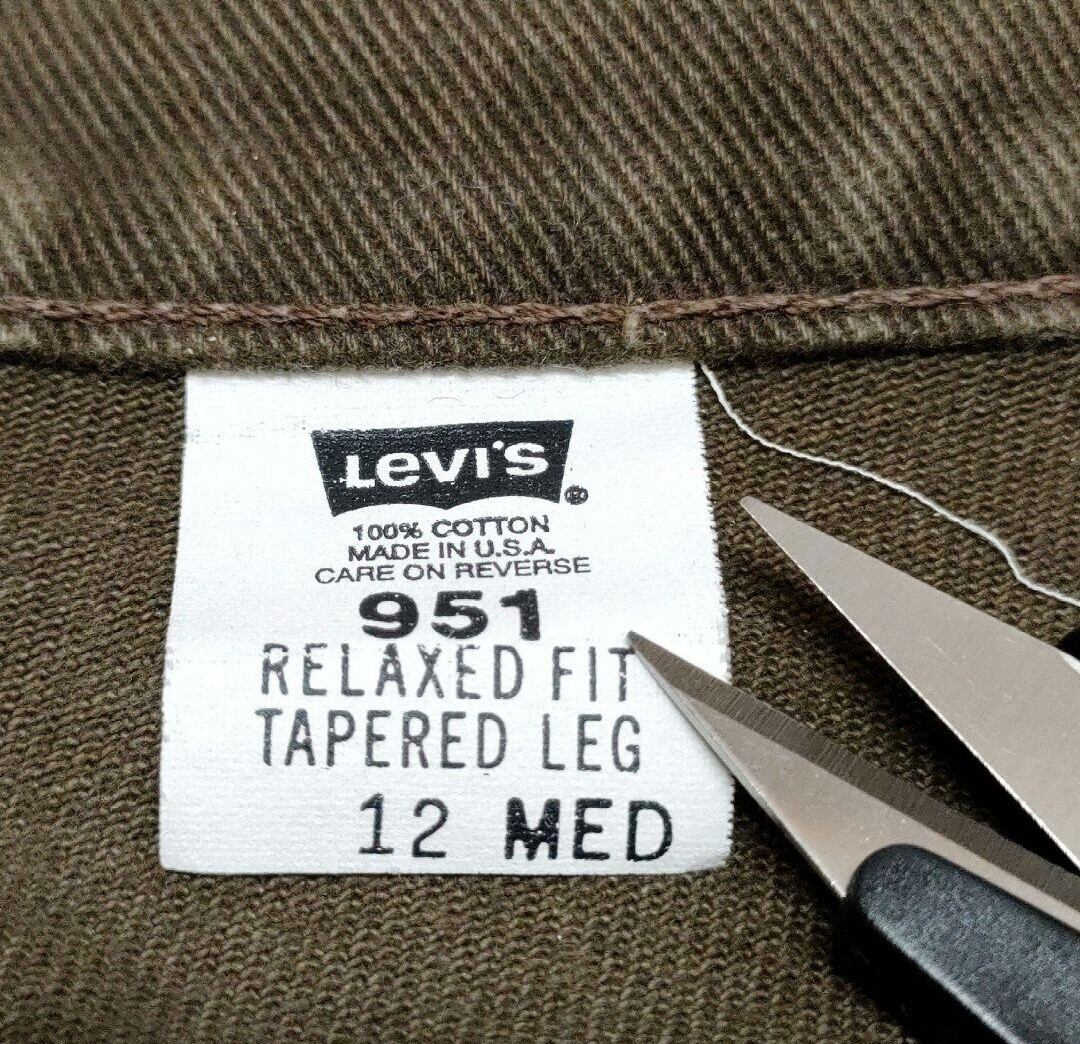 Levi's®
100% COTTON
MADE IN U.S.A.
CARE ON REVERSE
951
RELAXED FIT
TAPERED LEG
12 MED